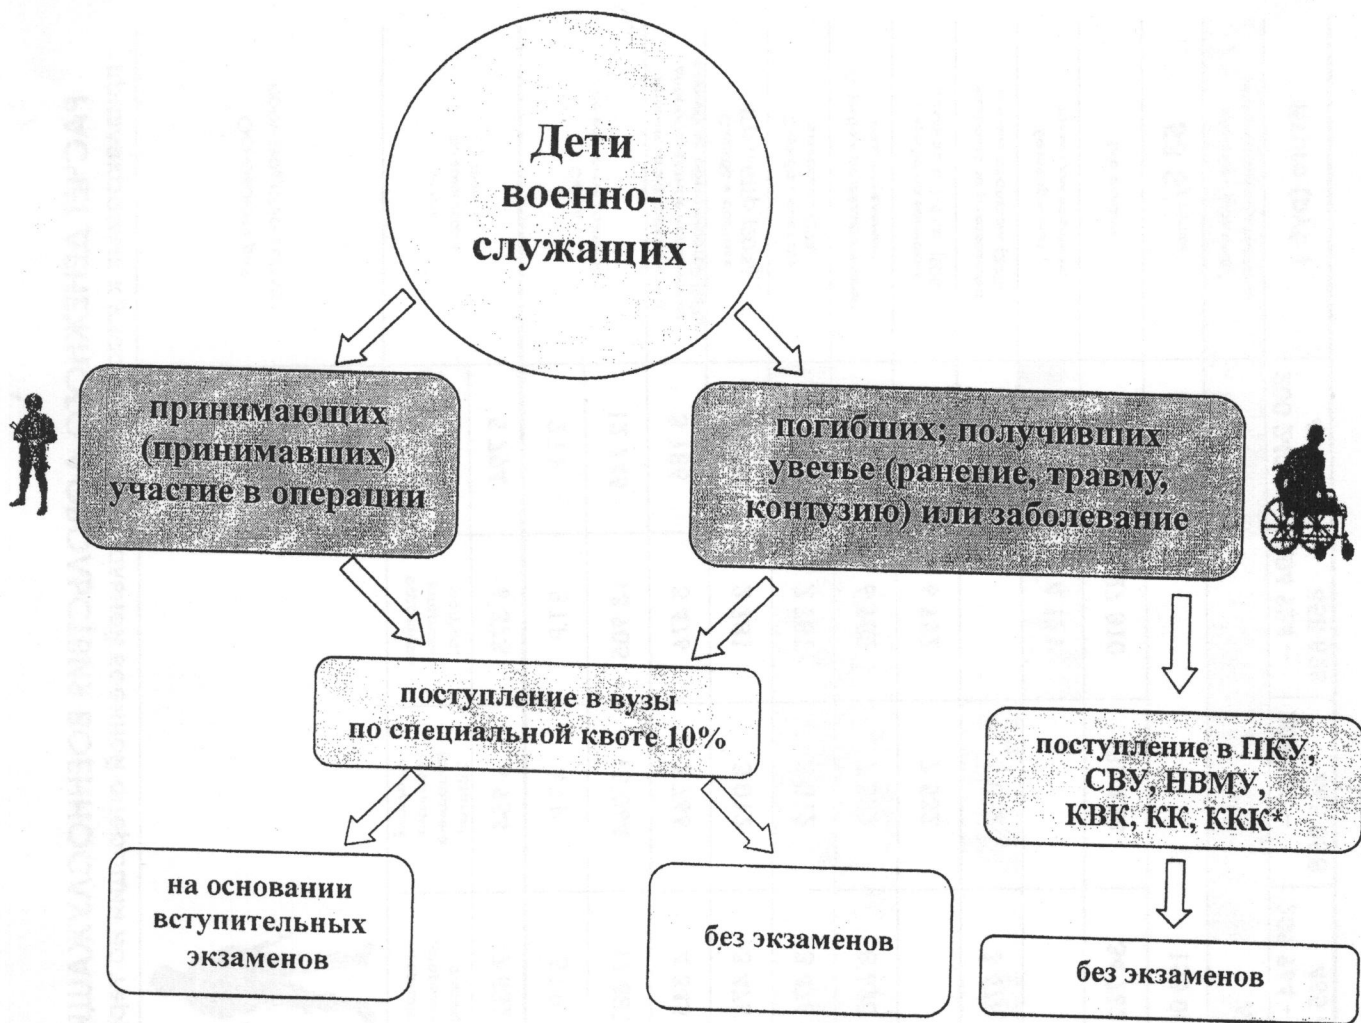 Дети
военно-
служащих
принимающих
(принимавших)
участие в операции
погибших; получивших
увечье (ранение, травму,
контузию) или заболевание
поступление в вузы
по специальной квоте 10%
поступление в ПКУ,
СВУ, НВМУ,
КВК, КК, ККК*
на основании
вступительных
экзаменов
без экзаменов
без экзаменов